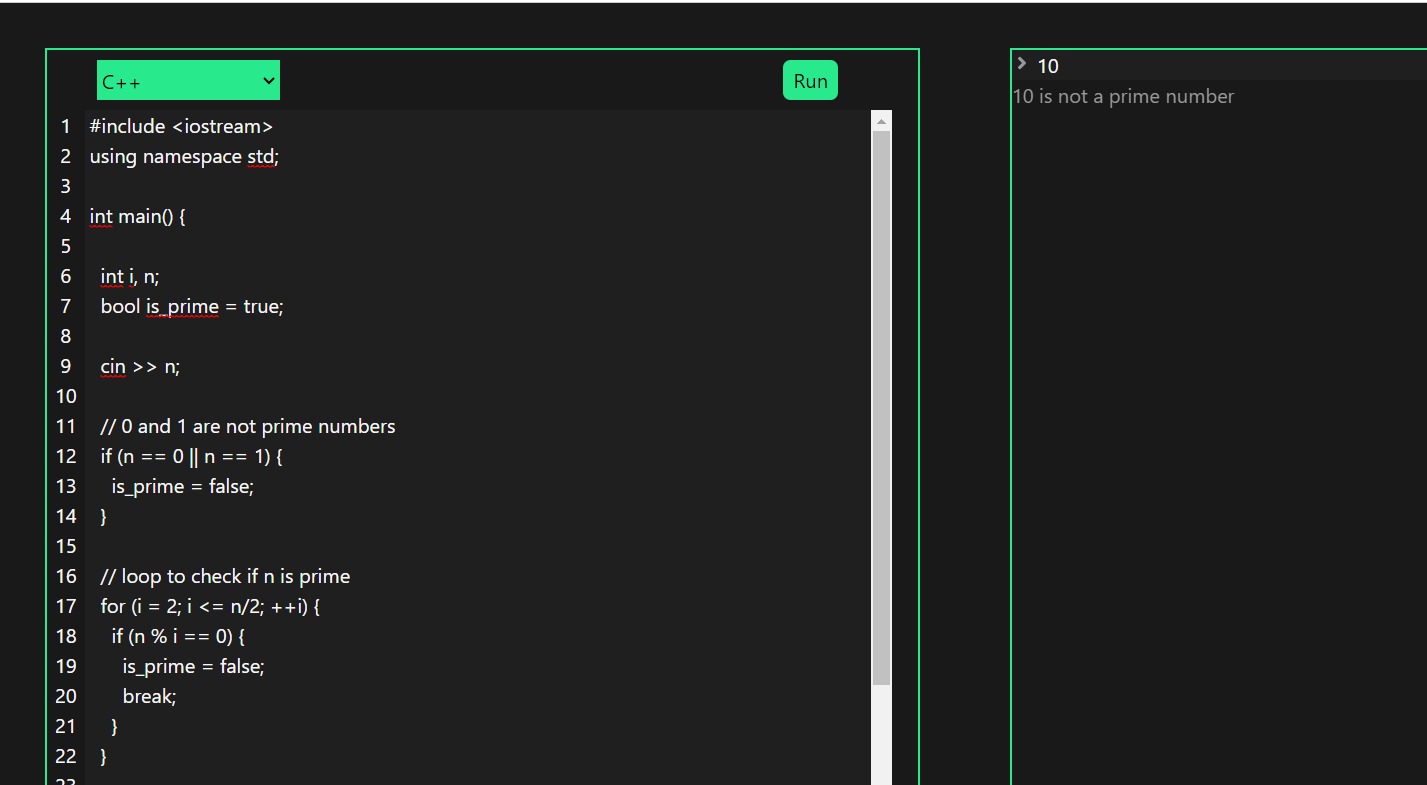 C++
Run
1 #include <iostream>
2 using namespace std;
3
4 int main() {
5
6 int i, n;
7 bool is_prime = true;
8
9 cin >> n;
10
11 // 0 and 1 are not prime numbers
12 if (n == 0 || n == 1) {
13 is_prime = false;
14 }
15
16 // loop to check if n is prime
17 for (i = 2; i <= n/2; ++i) {
18 if (n % i == 0) {
19 is_prime = false;
20 break;
21 }
22 }
23
> 10
10 is not a prime number